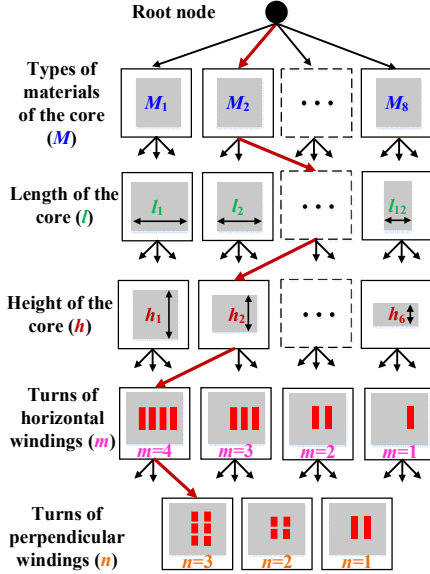 Root node
Types of
materials
of the core
(M)
M1 M2 ... M8
Length of the
core (l)
l1 l2 ... l12
Height of the
core (h)
h1 h2 ... h6
Turns of
horizontal
windings (m)
m=4 m=3 m=2 m=1
Turns of
perpendicular
windings (n)
n=3 n=2 n=1